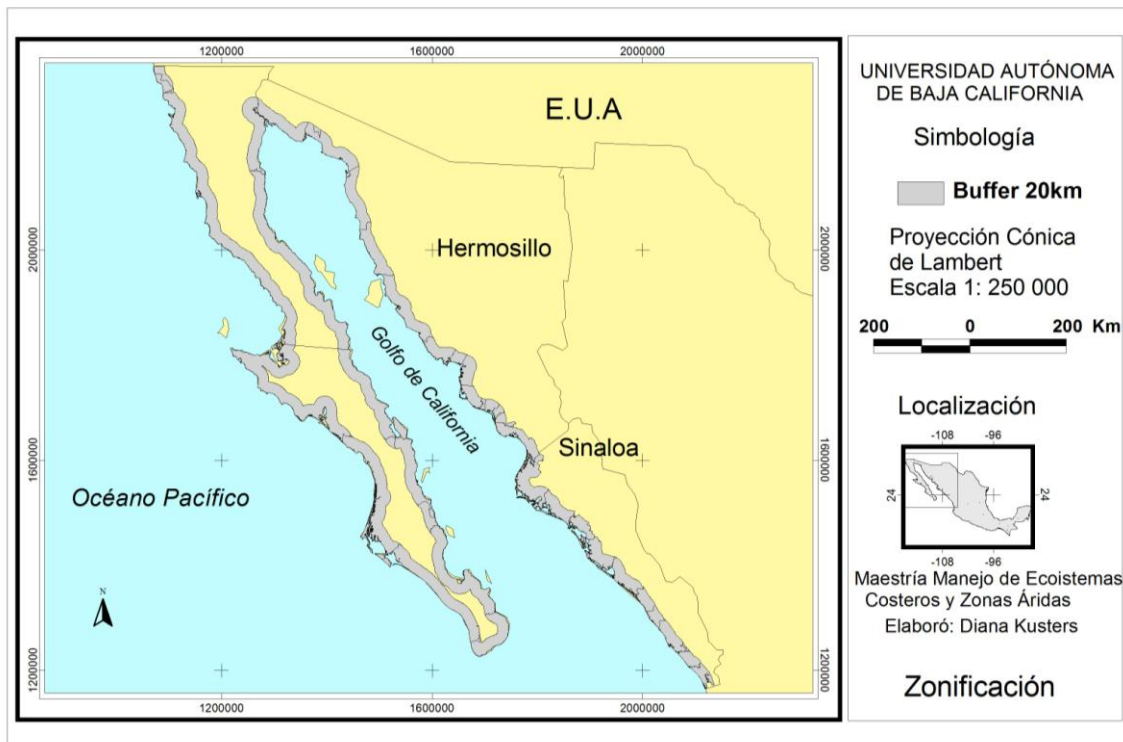 1200000 1600000 2000000
E.U.A
Hermosillo
2000000
2000000
Golfo de California
Sinaloa
1600000
1600000
Océano Pacífico
N
1200000
1200000
1200000 1600000 2000000
UNIVERSIDAD AUTÓNOMA
DE BAJA CALIFORNIA
Simbología
Buffer 20km
Proyección Cónica
de Lambert
Escala 1: 250 000
200 0 200 Km
Localización
-108 -96
24 24
-108 -96
Maestría Manejo de Ecoistemas
Costeros y Zonas Áridas
Elaboró: Diana Kusters
Zonificación